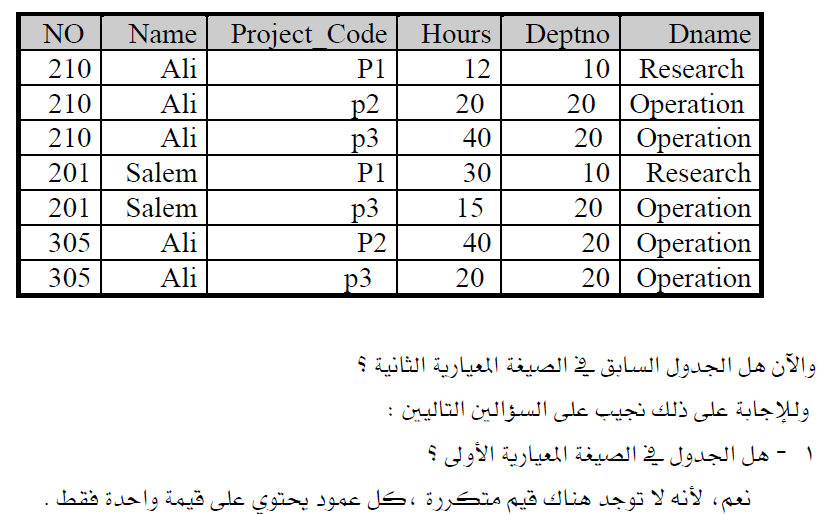 NO Name Project_Code Hours Deptno Dname
210 Ali P1 12 10 Research
210 Ali p2 20 20 Operation
210 Ali p3 40 20 Operation
201 Salem P1 30 10 Research
201 Salem p3 15 20 Operation
305 Ali P2 40 20 Operation
305 Ali p3 20 20 Operation
والآن هل الجدول السابق في الصيغة المعيارية الثانية ؟
وللإجابة على ذلك نجيب على السؤالين التاليين :
١ - هل الجدول في الصيغة المعيارية الأولى ؟
نعم، لأنه لا توجد هناك قيم متكررة ،كل عمود يحتوي على قيمة واحدة فقط .